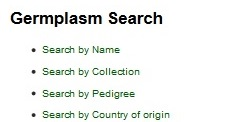 Germplasm Search
Search by Name
Search by Collection
Search by Pedigree
Search by Country of origin